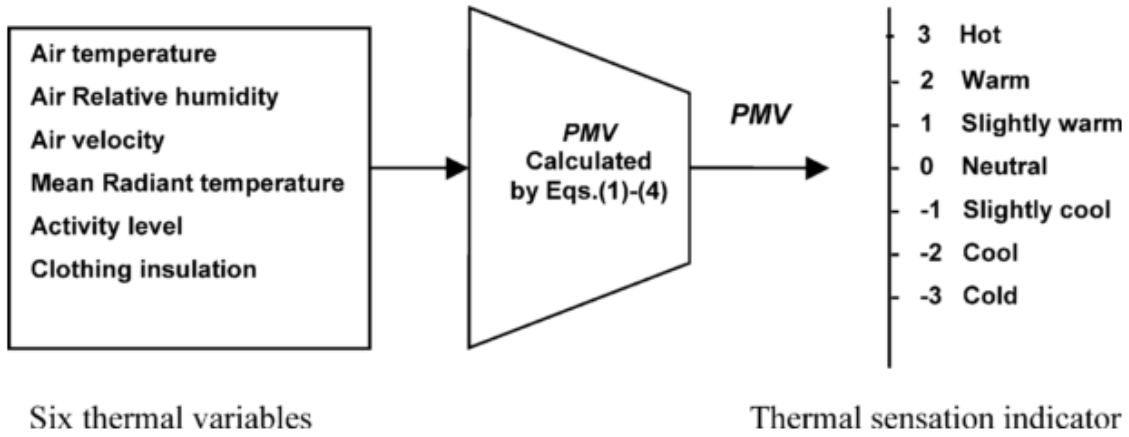 Air temperature
Air Relative humidity
Air velocity
Mean Radiant temperature
Activity level
Clothing insulation
PMV
Calculated
by Eqs.(1)-(4)
PMV
3 Hot
2 Warm
1 Slightly warm
0 Neutral
-1 Slightly cool
-2 Cool
-3 Cold
Six thermal variables
Thermal sensation indicator